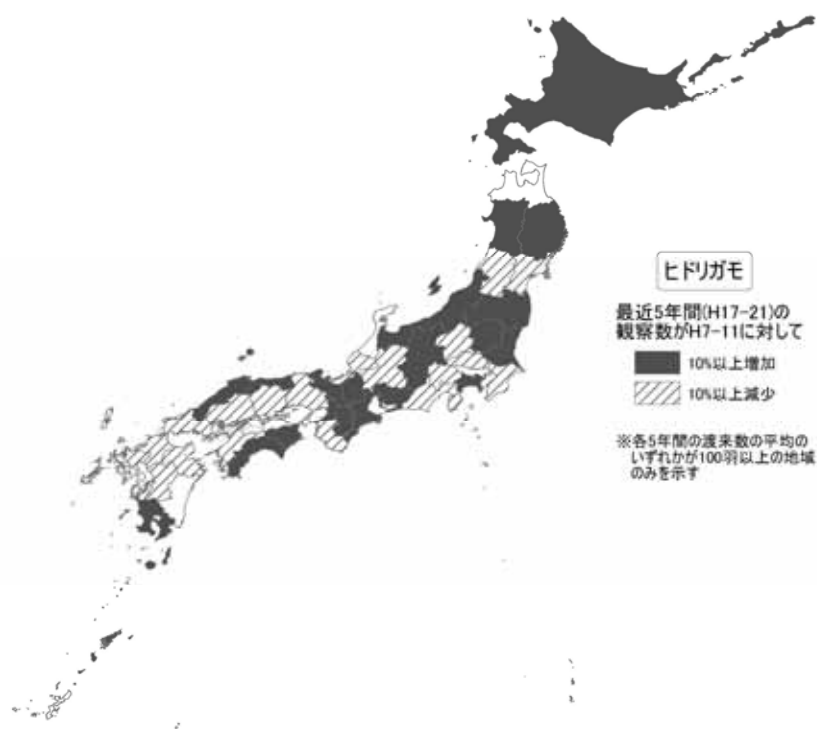 ヒドリガモ
最近5年間(H17-21)の
観察数がH7-11に対して
10%以上増加
10%以上減少
※各5年間の渡来数の平均の
いずれかが100羽以上の地域
のみを示す